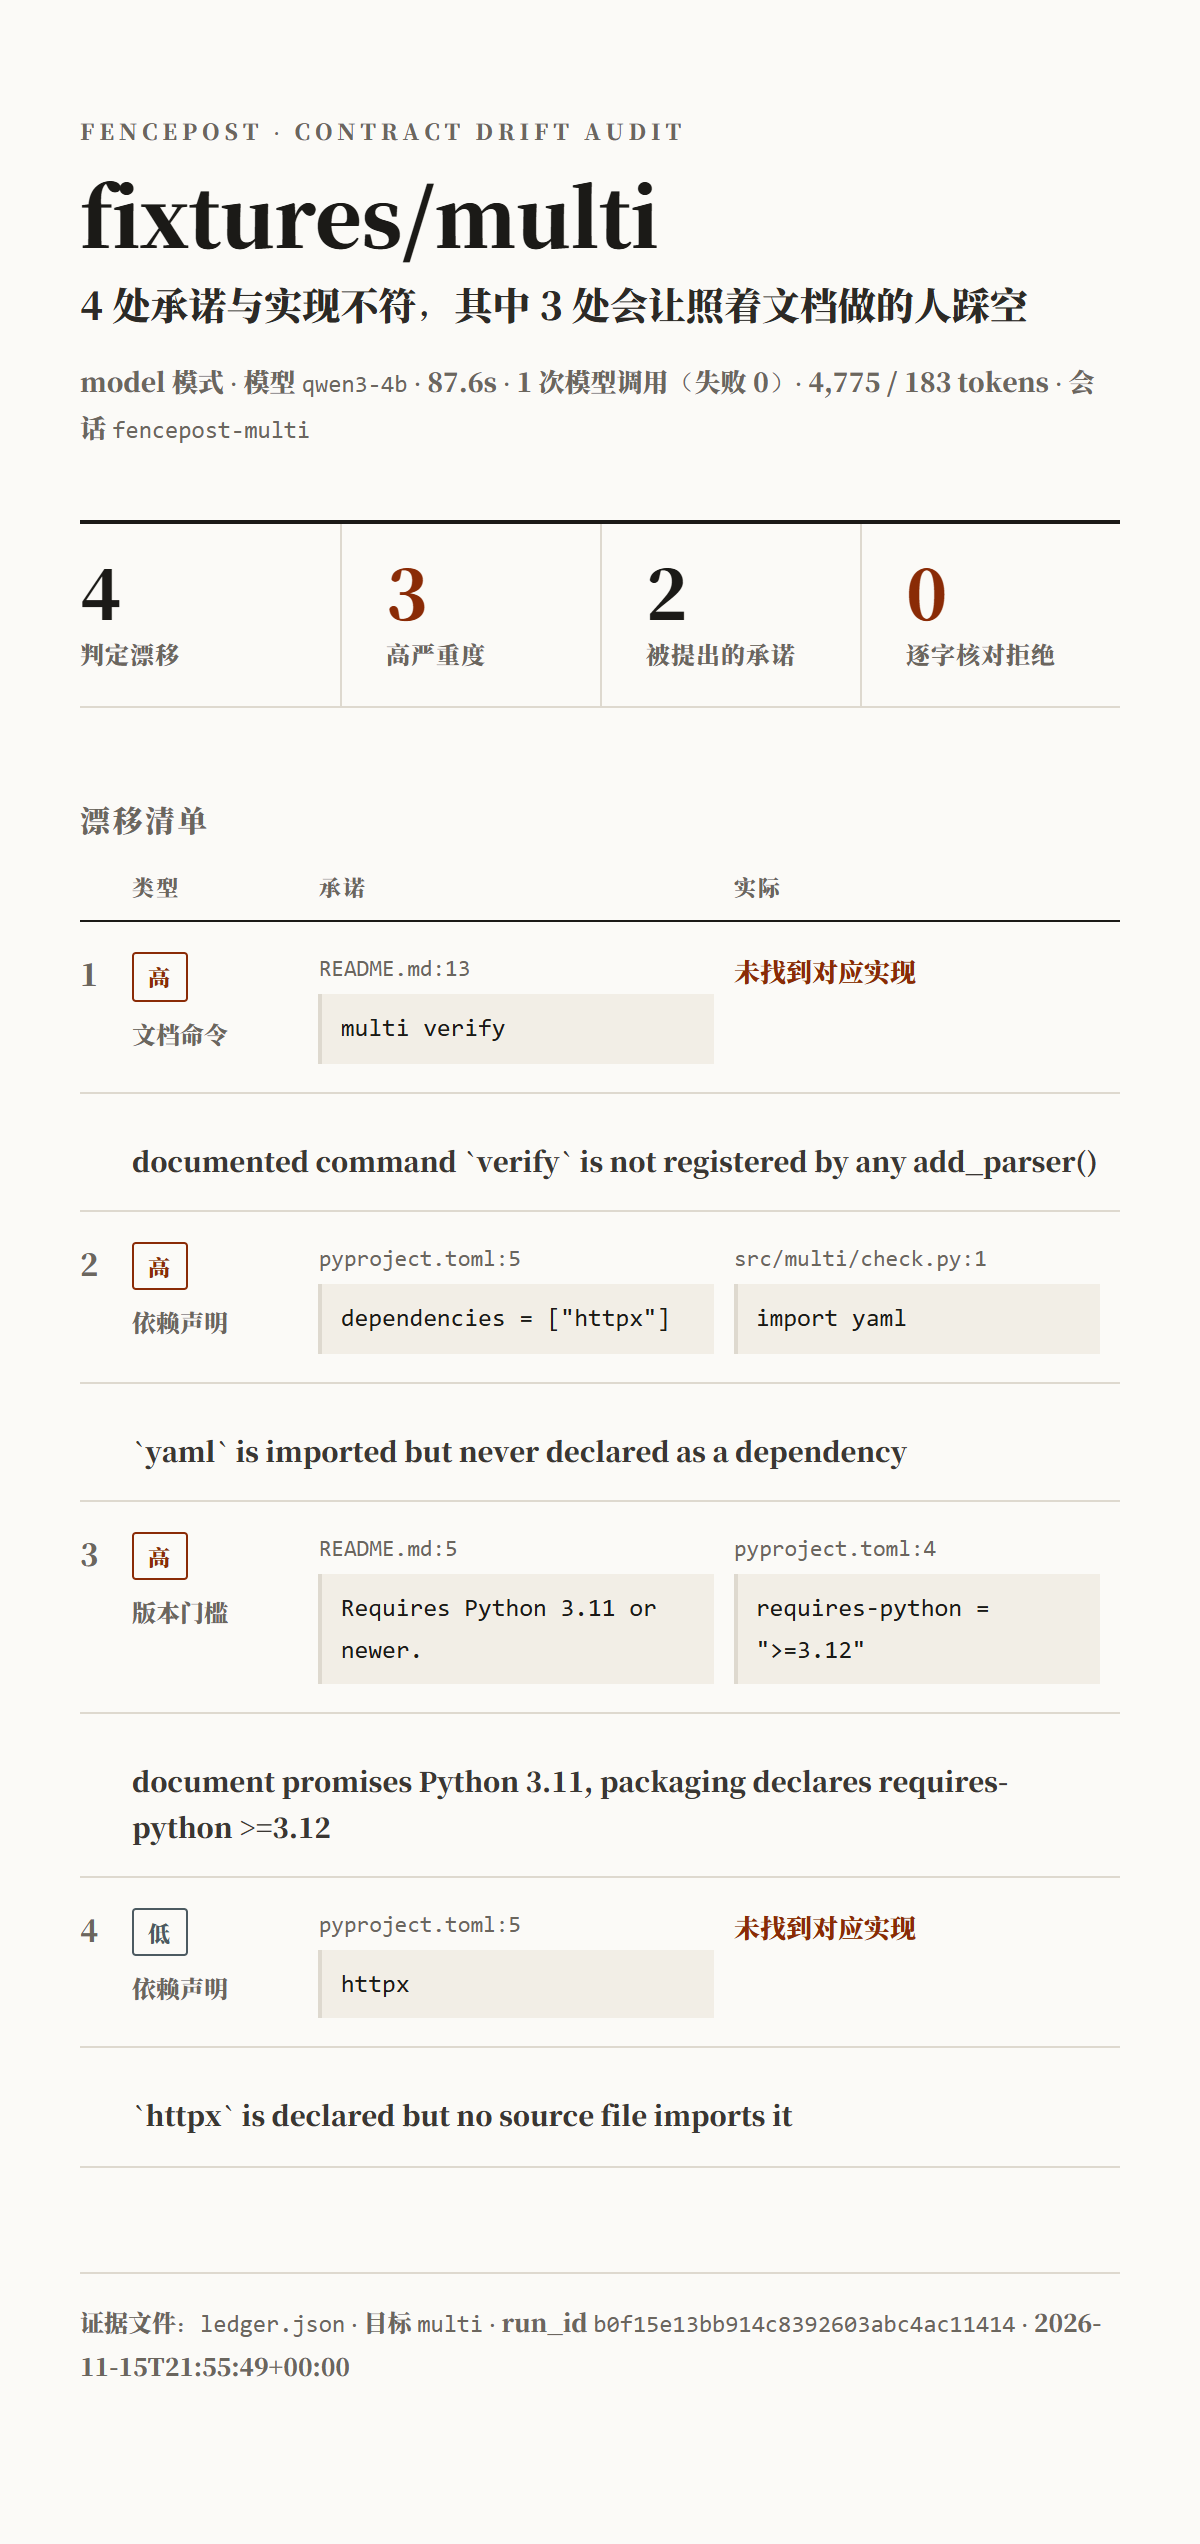 FENCEPOST · CONTRACT DRIFT AUDIT
fixtures/multi
4 处承诺与实现不符，其中 3 处会让照着文档做的人踩空
model 模式 · 模型 qwen3-4b · 87.6s · 1 次模型调用（失败 0）· 4,775 / 183 tokens · 会
话 fencepost-multi
4
判定漂移
3
高严重度
2
被提出的承诺
0
逐字核对拒绝
漂移清单
类型 承诺 实际
1 高 README.md:13 未找到对应实现
文档命令 multi verify
documented command `verify` is not registered by any add_parser()
2 高 pyproject.toml:5 src/multi/check.py:1
依赖声明 dependencies = ["httpx"] import yaml
`yaml` is imported but never declared as a dependency
3 高 README.md:5 pyproject.toml:4
版本门槛 Requires Python 3.11 or requires-python =
newer. ">=3.12"
document promises Python 3.11, packaging declares requires-
python >=3.12
4 低 pyproject.toml:5 未找到对应实现
依赖声明 httpx
`httpx` is declared but no source file imports it
证据文件：ledger.json · 目标 multi · run_id b0f15e13bb914c8392603abc4ac11414 · 2026-
11-15T21:55:49+00:00